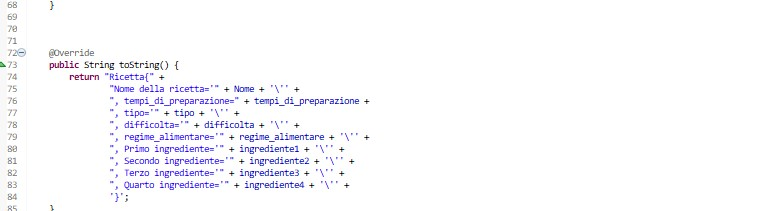 68 }
69
70
71
72 @Override
73 public String toString() {
74 return "Ricetta{" +
75 "Nome della ricetta='" + Nome + '\'' +
76 ", tempi_di_preparazione=" + tempi_di_preparazione +
77 ", tipo='" + tipo + '\'' +
78 ", difficolta='" + difficolta + '\'' +
79 ", regime_alimentare='" + regime_alimentare + '\'' +
80 ", Primo ingrediente='" + ingrediente1 + '\'' +
81 ", Secondo ingrediente='" + ingrediente2 + '\'' +
82 ", Terzo ingrediente='" + ingrediente3 + '\'' +
83 ", Quarto ingrediente='" + ingrediente4 + '\'' +
84 '}';
85 }